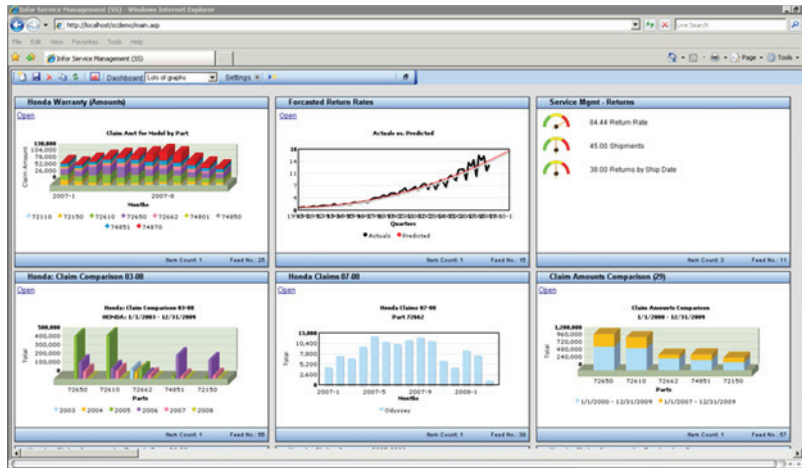 Infor Service Management (SS) - Windows Internet Explorer
http://localhost/scdemo/main.asp
Live Search
File Edit View Favorites Tools Help
Infor Service Management (SS)
Page Tools
Dashboard Lots of graphs Settings
Honda Warranty (Amounts)
Open
Claim Amt for Model by Part
Claim Amount
130,000
104,000
78,000
52,000
26,000
0
2007-1 2007-8
Months
72110 72150 72610 72650 72662 74801 74850
74851 74870
Item Count: 1 Feed No.: 25
Forcasted Return Rates
Open
Actuals vs. Predicted
18
14
11
7
4
0
Quarters
Actuals Predicted
Item Count: 1 Feed No.: 15
Service Mgmt - Returns
84.44 Return Rate
45.00 Shipments
38.00 Returns by Ship Date
Item Count: 3 Feed No.: 11
Honda: Claim Comparison 03-08
Open
Honda: Claim Comparison 03-08
HONDA: 1/1/2003 - 12/31/2009
Total
500,000
400,000
300,000
200,000
100,000
72650 72610 72662 74851 72150
Parts
2003 2004 2005 2006 2007 2008
Item Count: 1 Feed No.: 56
Honda Claims 07-08
Open
Honda Claims 07-08
Part 72662
Total
13,000
10,400
7,800
5,200
2,600
0
2007-1 2007-5 2007-9 2008-1
Months
Odyssey
Item Count: 1 Feed No.: 39
Claim Amounts Comparison (29)
Open
Claim Amounts Comparison
1/1/2000 - 12/31/2009
Total
1,200,000
960,000
720,000
480,000
240,000
72650 72610 72662 74851 72150
Parts
1/1/2000 - 12/31/2009 1/1/2007 - 12/31/2009
Item Count: 1 Feed No.: 57